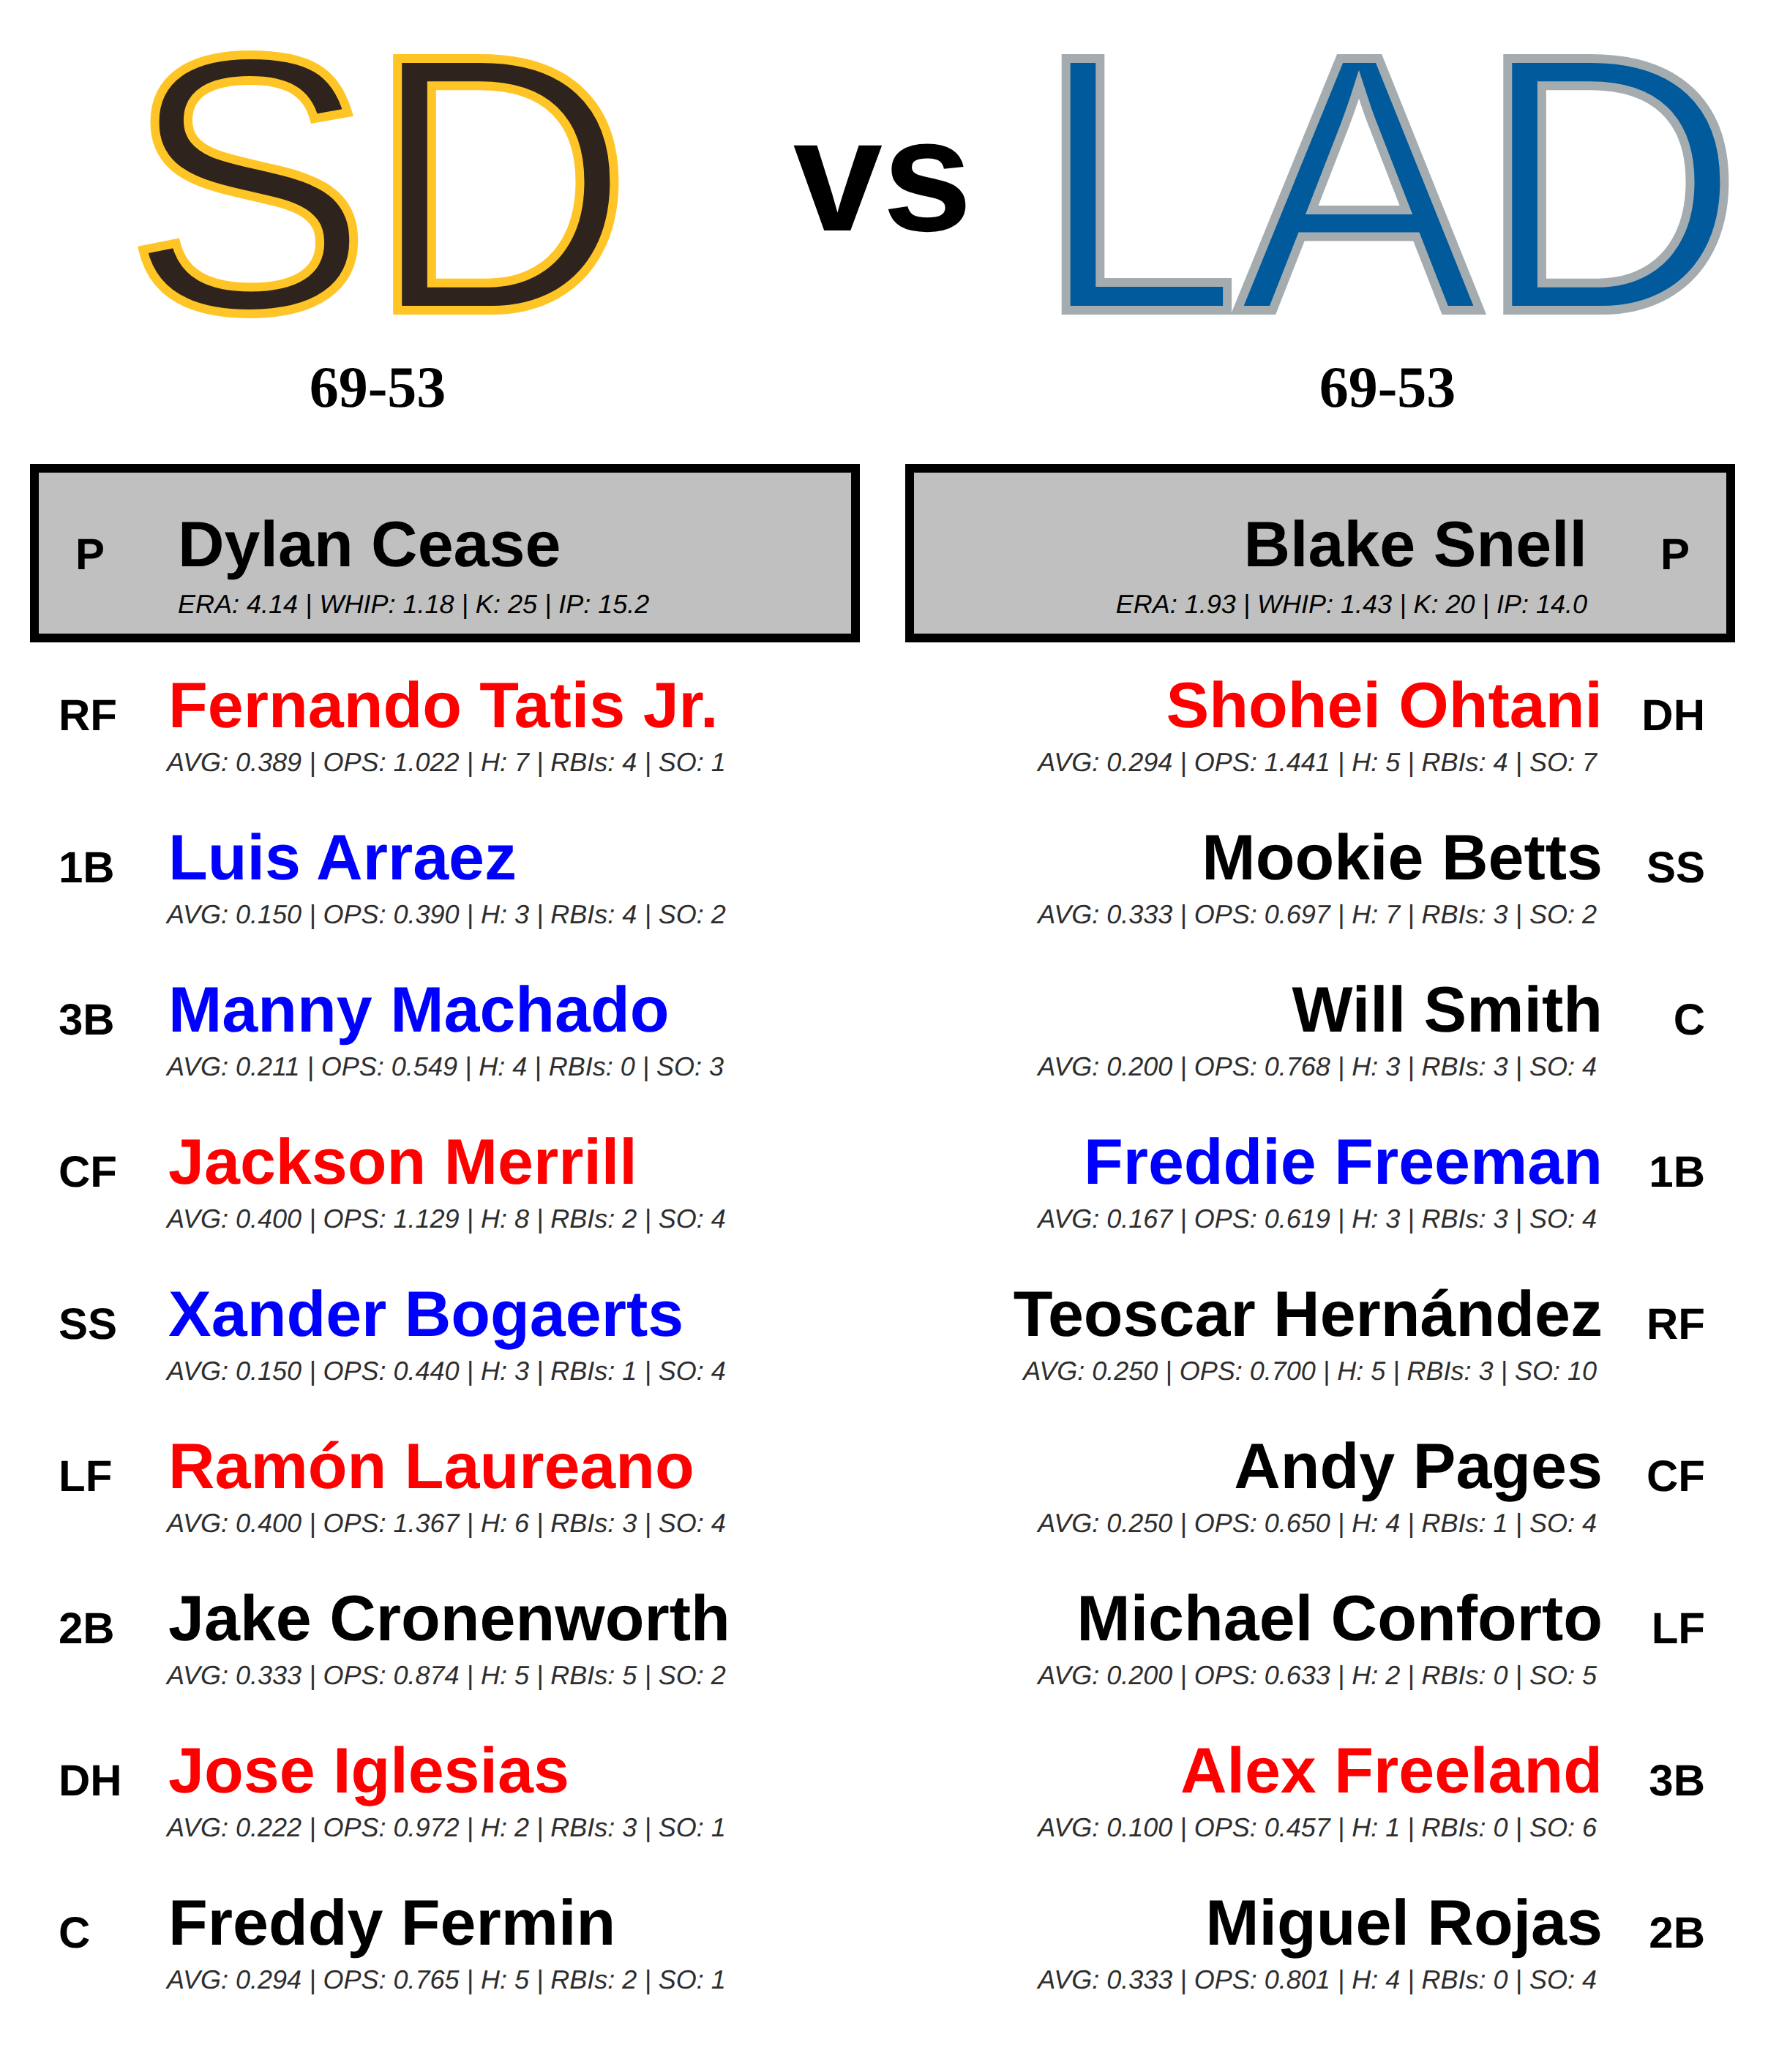 SD vs LAD
69-53
69-53
P Dylan Cease
ERA: 4.14 | WHIP: 1.18 | K: 25 | IP: 15.2
Blake Snell P
ERA: 1.93 | WHIP: 1.43 | K: 20 | IP: 14.0
RF Fernando Tatis Jr.
AVG: 0.389 | OPS: 1.022 | H: 7 | RBIs: 4 | SO: 1
1B Luis Arraez
AVG: 0.150 | OPS: 0.390 | H: 3 | RBIs: 4 | SO: 2
3B Manny Machado
AVG: 0.211 | OPS: 0.549 | H: 4 | RBIs: 0 | SO: 3
CF Jackson Merrill
AVG: 0.400 | OPS: 1.129 | H: 8 | RBIs: 2 | SO: 4
SS Xander Bogaerts
AVG: 0.150 | OPS: 0.440 | H: 3 | RBIs: 1 | SO: 4
LF Ramón Laureano
AVG: 0.400 | OPS: 1.367 | H: 6 | RBIs: 3 | SO: 4
2B Jake Cronenworth
AVG: 0.333 | OPS: 0.874 | H: 5 | RBIs: 5 | SO: 2
DH Jose Iglesias
AVG: 0.222 | OPS: 0.972 | H: 2 | RBIs: 3 | SO: 1
C Freddy Fermin
AVG: 0.294 | OPS: 0.765 | H: 5 | RBIs: 2 | SO: 1
Shohei Ohtani DH
AVG: 0.294 | OPS: 1.441 | H: 5 | RBIs: 4 | SO: 7
Mookie Betts SS
AVG: 0.333 | OPS: 0.697 | H: 7 | RBIs: 3 | SO: 2
Will Smith C
AVG: 0.200 | OPS: 0.768 | H: 3 | RBIs: 3 | SO: 4
Freddie Freeman 1B
AVG: 0.167 | OPS: 0.619 | H: 3 | RBIs: 3 | SO: 4
Teoscar Hernández RF
AVG: 0.250 | OPS: 0.700 | H: 5 | RBIs: 3 | SO: 10
Andy Pages CF
AVG: 0.250 | OPS: 0.650 | H: 4 | RBIs: 1 | SO: 4
Michael Conforto LF
AVG: 0.200 | OPS: 0.633 | H: 2 | RBIs: 0 | SO: 5
Alex Freeland 3B
AVG: 0.100 | OPS: 0.457 | H: 1 | RBIs: 0 | SO: 6
Miguel Rojas 2B
AVG: 0.333 | OPS: 0.801 | H: 4 | RBIs: 0 | SO: 4